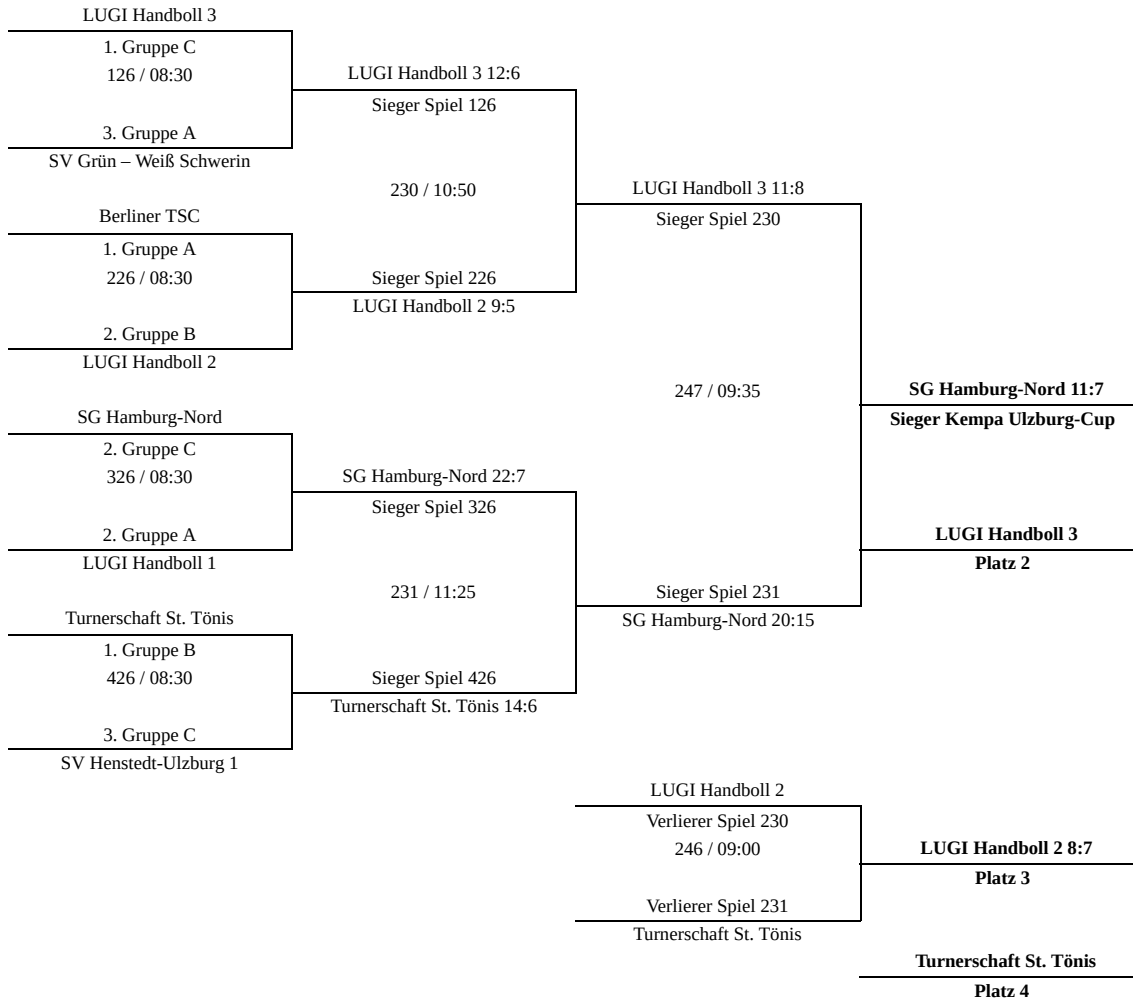 LUGI Handboll 3
1. Gruppe C
126 / 08:30
3. Gruppe A
SV Grün – Weiß Schwerin
LUGI Handboll 3 12:6
Sieger Spiel 126
230 / 10:50
Berliner TSC
1. Gruppe A
226 / 08:30
2. Gruppe B
LUGI Handboll 2
Sieger Spiel 226
LUGI Handboll 2 9:5
LUGI Handboll 3 11:8
Sieger Spiel 230
247 / 09:35
SG Hamburg-Nord 11:7
Sieger Kempa Ulzburg-Cup
SG Hamburg-Nord
2. Gruppe C
326 / 08:30
2. Gruppe A
LUGI Handboll 1
SG Hamburg-Nord 22:7
Sieger Spiel 326
231 / 11:25
LUGI Handboll 3
Platz 2
Sieger Spiel 231
SG Hamburg-Nord 20:15
Turnerschaft St. Tönis
1. Gruppe B
426 / 08:30
3. Gruppe C
SV Henstedt-Ulzburg 1
Sieger Spiel 426
Turnerschaft St. Tönis 14:6
LUGI Handboll 2
Verlierer Spiel 230
246 / 09:00
Verlierer Spiel 231
Turnerschaft St. Tönis
LUGI Handboll 2 8:7
Platz 3
Turnerschaft St. Tönis
Platz 4